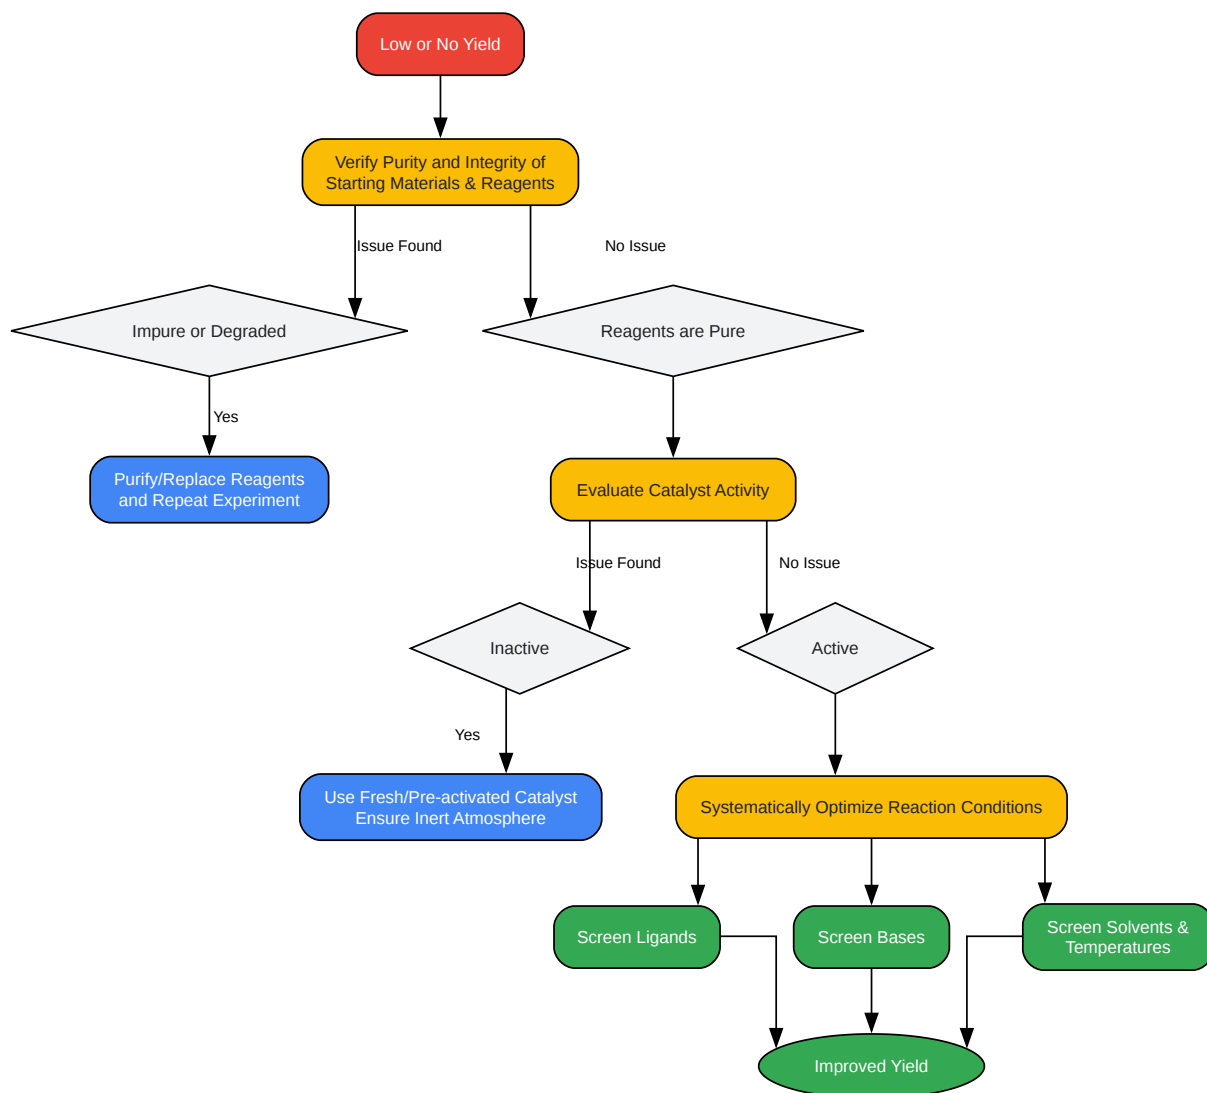 Low or No Yield
Verify Purity and Integrity of
Starting Materials & Reagents
Issue Found
No Issue
Impure or Degraded
Reagents are Pure
Yes
Purify/Replace Reagents
and Repeat Experiment
Evaluate Catalyst Activity
Issue Found
No Issue
Inactive
Active
Yes
Use Fresh/Pre-activated Catalyst
Ensure Inert Atmosphere
Systematically Optimize Reaction Conditions
Screen Ligands
Screen Bases
Screen Solvents &
Temperatures
Improved Yield